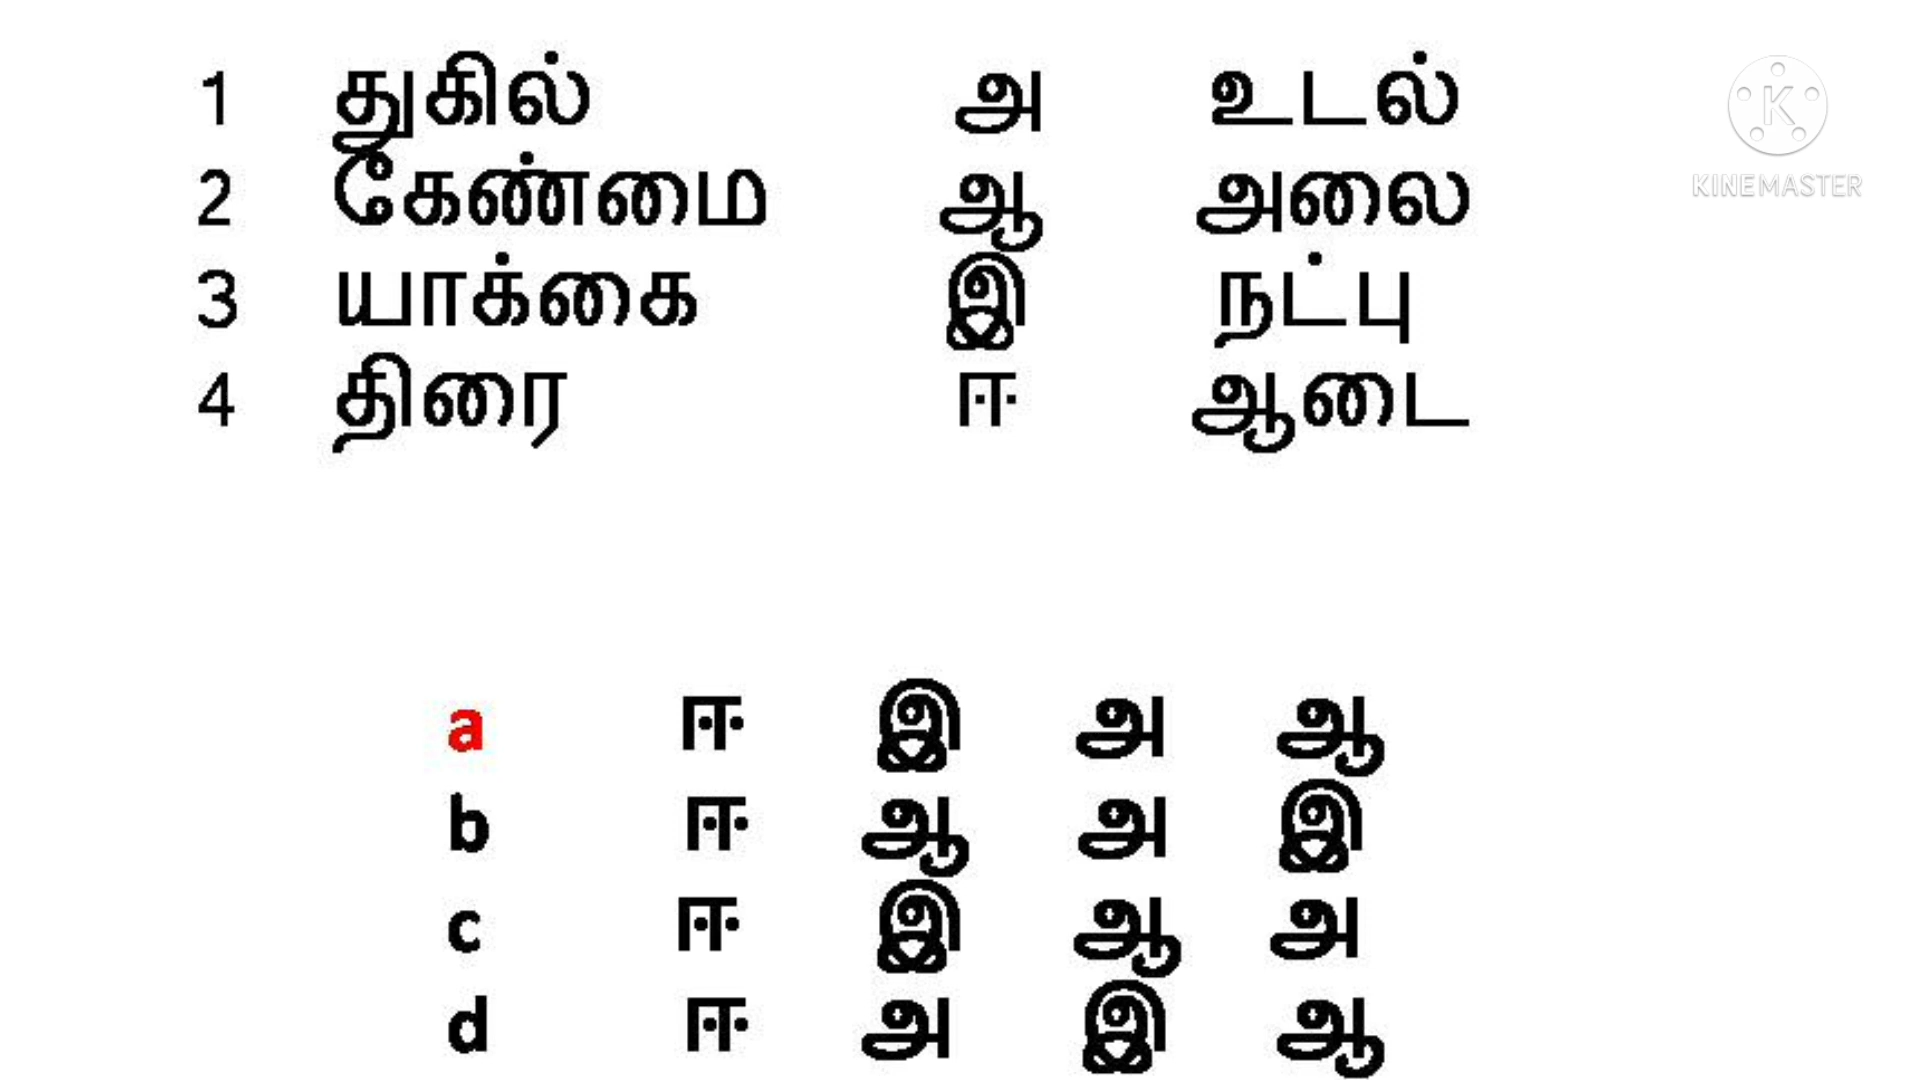 1 துகில் அ உடல்
2 கேண்மை ஆ அலை
3 யாக்கை இ நட்பு
4 திரை ஈ ஆடை
K
KINEMASTER
a ஈ இ அ ஆ
b ஈ ஆ அ இ
c ஈ இ ஆ அ
d ஈ அ இ ஆ